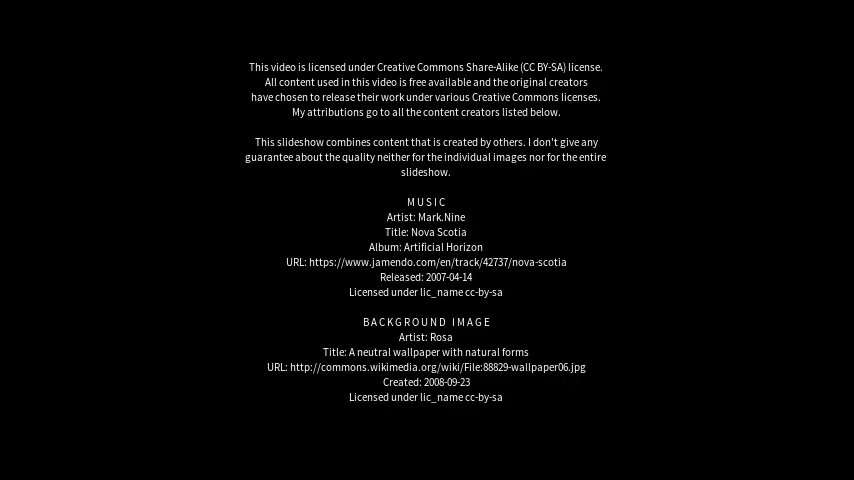 This video is licensed under Creative Commons Share-Alike (CC BY-SA) license.
All content used in this video is free available and the original creators
have chosen to release their work under various Creative Commons licenses.
My attributions go to all the content creators listed below.
This slideshow combines content that is created by others. I don't give any
guarantee about the quality neither for the individual images nor for the entire
slideshow.
MUSIC
Artist: Mark.Nine
Title: Nova Scotia
Album: Artificial Horizon
URL: https://www.jamendo.com/en/track/42737/nova-scotia
Released: 2007-04-14
Licensed under lic_name cc-by-sa
BACKGROUND IMAGE
Artist: Rosa
Title: A neutral wallpaper with natural forms
URL: http://commons.wikimedia.org/wiki/File:88829-wallpaper06.jpg
Created: 2008-09-23
Licensed under lic_name cc-by-sa